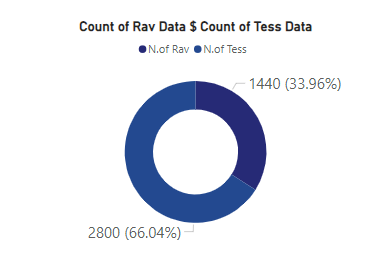 Count of Rav Data $ Count of Tess Data
N.of Rav N.of Tess
1440 (33.96%)
2800 (66.04%)